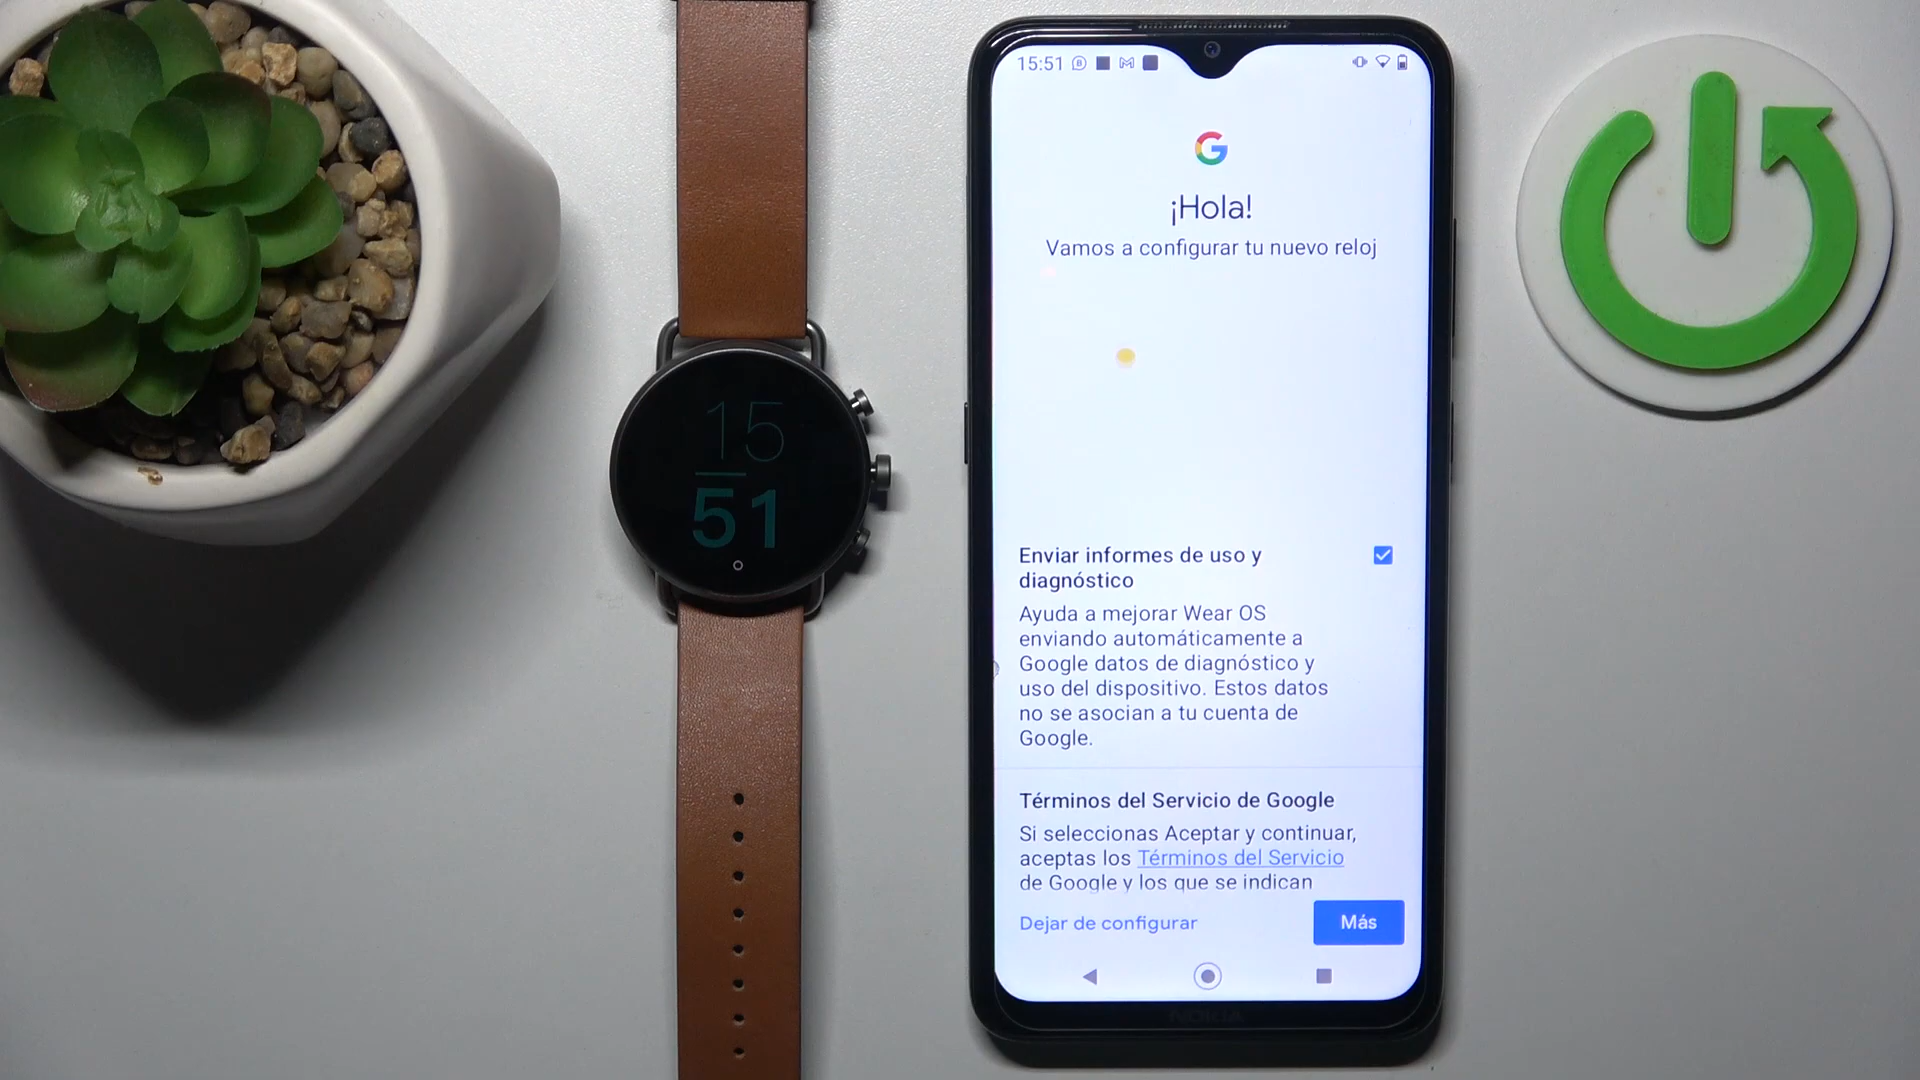 15
51
15:51
G
¡Hola!
Vamos a configurar tu nuevo reloj
Enviar informes de uso y
diagnóstico
Ayuda a mejorar Wear OS
enviando automáticamente a
Google datos de diagnóstico y
uso del dispositivo. Estos datos
no se asocian a tu cuenta de
Google.
Términos del Servicio de Google
Si seleccionas Aceptar y continuar,
aceptas los Términos del Servicio
de Google y los que se indican
Dejar de configurar
Más
NOKIA